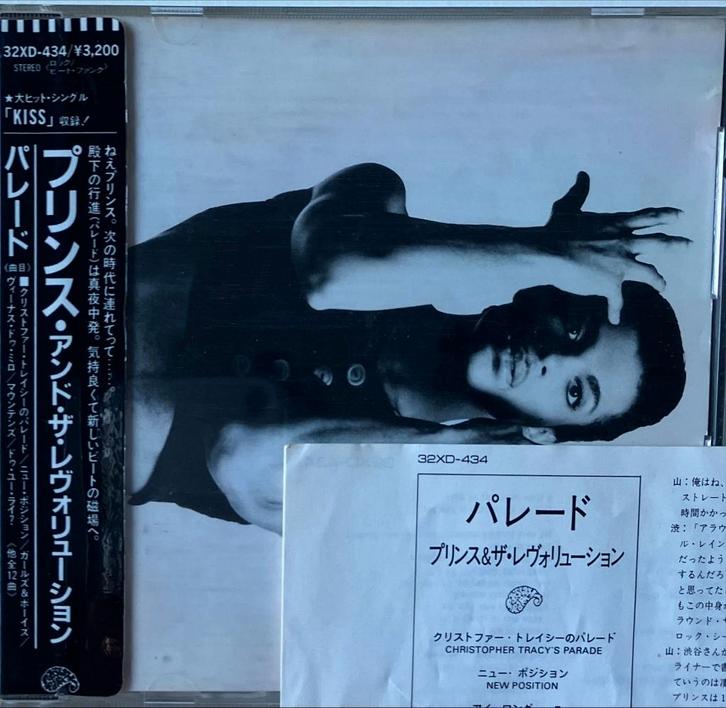 32XD-434/¥3,200
STEREO〈ロック/ビート・ファンク〉
★大ヒット・シングル
「KISS」収録!
ねえプリンス。次の時代に連れてって……。
殿下の行進(パレード)は真夜中発。気持良くて新しいビートの磁場へ。
プリンス・アンド・ザ・レヴォリューション
パレード
《曲目》■クリストファー・トレイシーのパレード/ニュー・ポジション/ガールズ&ボーイズ/
ヴィーナス・ドゥ・ミロ/マウンテンズ/ドゥ・ユー・ライ?〈他全12曲〉
32XD-434
パレード
プリンス&ザ・レヴォリューション
クリストファー・トレイシーのパレード
CHRISTOPHER TRACY'S PARADE
ニュー・ポジション
NEW POSITION
山:俺はね、
ストレート
時間かかっ
渋:「アラウ
ル・レイン
だったよう
するんだろ
と思ってた
もこの中身
ラウンド・
ロック・シー
山:渋谷さんか
ライナーで書
ていうのは凄
プリンスは1